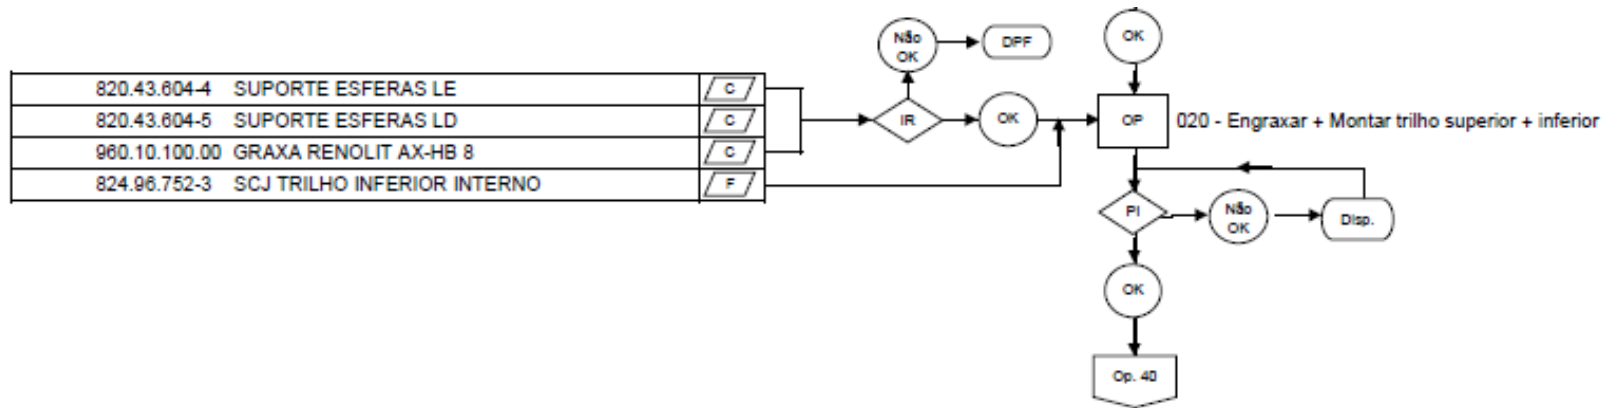 Não
OK
DPF
OK
820.43.604-4 SUPORTE ESFERAS LE
C
820.43.604-5 SUPORTE ESFERAS LD
C
IR
OK
OP
020 - Engraxar + Montar trilho superior + inferior
960.10.100.00 GRAXA RENOLIT AX-HB 8
C
824.96.752-3 SCJ TRILHO INFERIOR INTERNO
F
PI
Não
OK
Disp.
OK
Op. 40